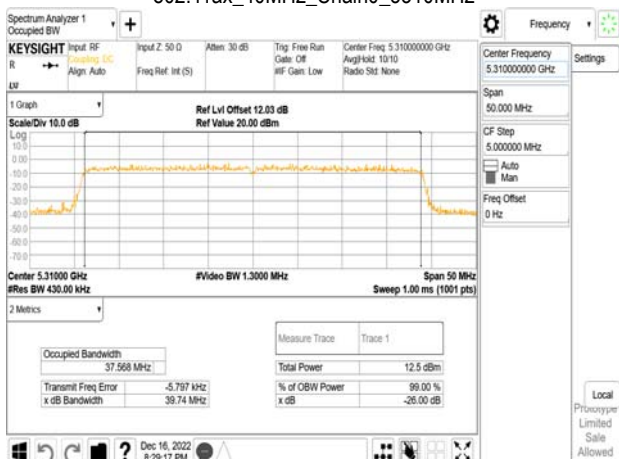 802.11ax_40MHz_Chain0_5310MHz
Spectrum Analyzer 1
Occupied BW
Frequency
KEYSIGHT
R
Input: RF
Coupling: DC
Align: Auto
Input Z: 50 Ω
Freq Ref: Int (S)
Atten: 30 dB
Trig: Free Run
Gate: Off
#IF Gain: Low
Center Freq: 5.310000000 GHz
Avg|Hold: 10/10
Radio Std: None
1 Graph
Scale/Div 10.0 dB
Ref Lvl Offset 12.03 dB
Ref Value 20.00 dBm
Log
10.0
0.00
-10.0
-20.0
-30.0
-40.0
-50.0
-60.0
-70.0
Center 5.31000 GHz
#Res BW 430.00 kHz
#Video BW 1.3000 MHz
Span 50 MHz
Sweep 1.00 ms (1001 pts)
2 Metrics
Occupied Bandwidth
37.568 MHz
Transmit Freq Error -5.797 kHz
x dB Bandwidth 39.74 MHz
Measure Trace Trace 1
Total Power 12.5 dBm
% of OBW Power 99.00 %
x dB -26.00 dB
Center Frequency
5.310000000 GHz
Settings
Span
50.000 MHz
CF Step
5.000000 MHz
Auto
Man
Freq Offset
0 Hz
Local
Prototype
Limited
Sale
Allowed
Dec 16, 2022
8:29:17 PM